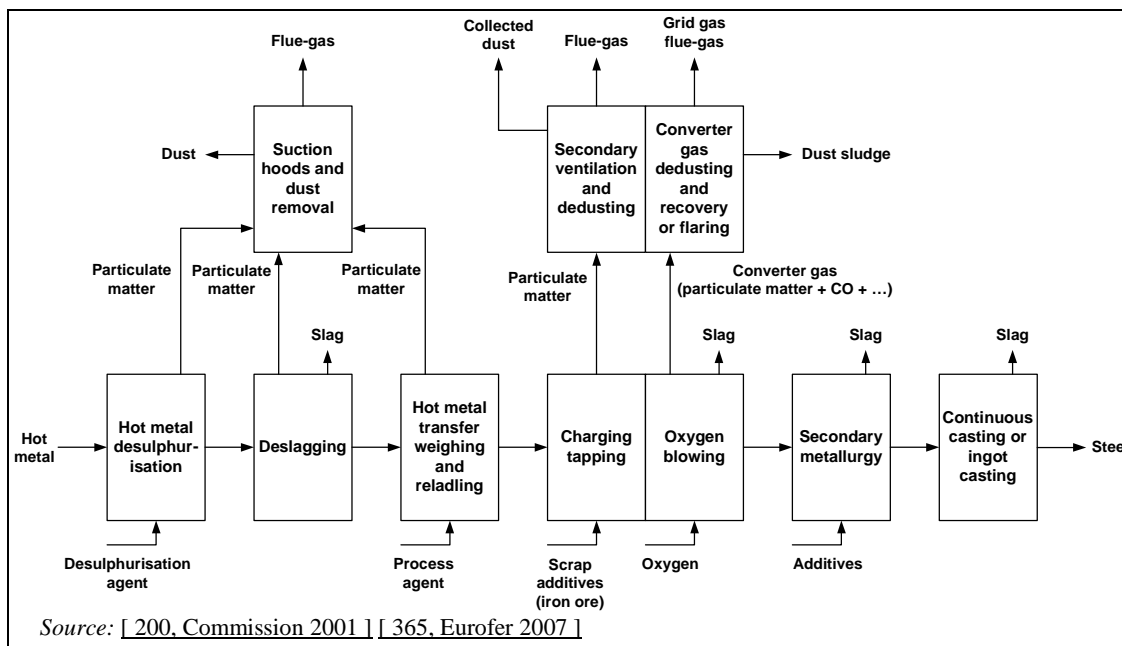 Flue-gas
Collected
dust
Flue-gas
Grid gas
flue-gas
Dust
Suction
hoods and
dust
removal
Secondary
ventilation
and
dedusting
Converter
gas
dedusting
and
recovery
or flaring
Dust sludge
Particulate
matter
Particulate
matter
Particulate
matter
Particulate
matter
Converter gas
(particulate matter + CO + …)
Slag
Slag
Slag
Slag
Hot
metal
Hot metal
desulphur-
isation
Deslagging
Hot metal
transfer
weighing
and
reladling
Charging
tapping
Oxygen
blowing
Secondary
metallurgy
Continuous
casting or
ingot
casting
Stee
Desulphurisation
agent
Process
agent
Scrap
additives
(iron ore)
Oxygen
Additives
Source: [ 200, Commission 2001 ] [ 365, Eurofer 2007 ]